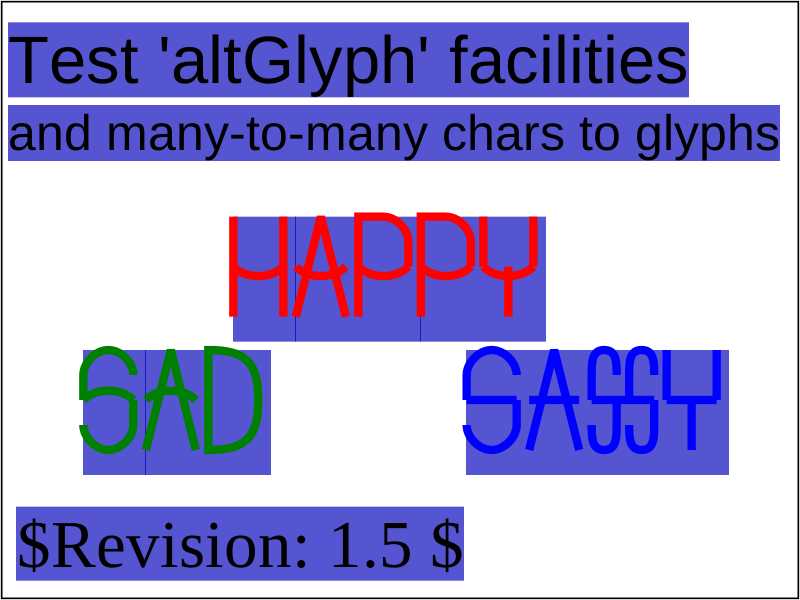 Test 'altGlyph' facilities
and many-to-many chars to glyphs
HAPPY
SAD SASSY
$Revision: 1.5 $